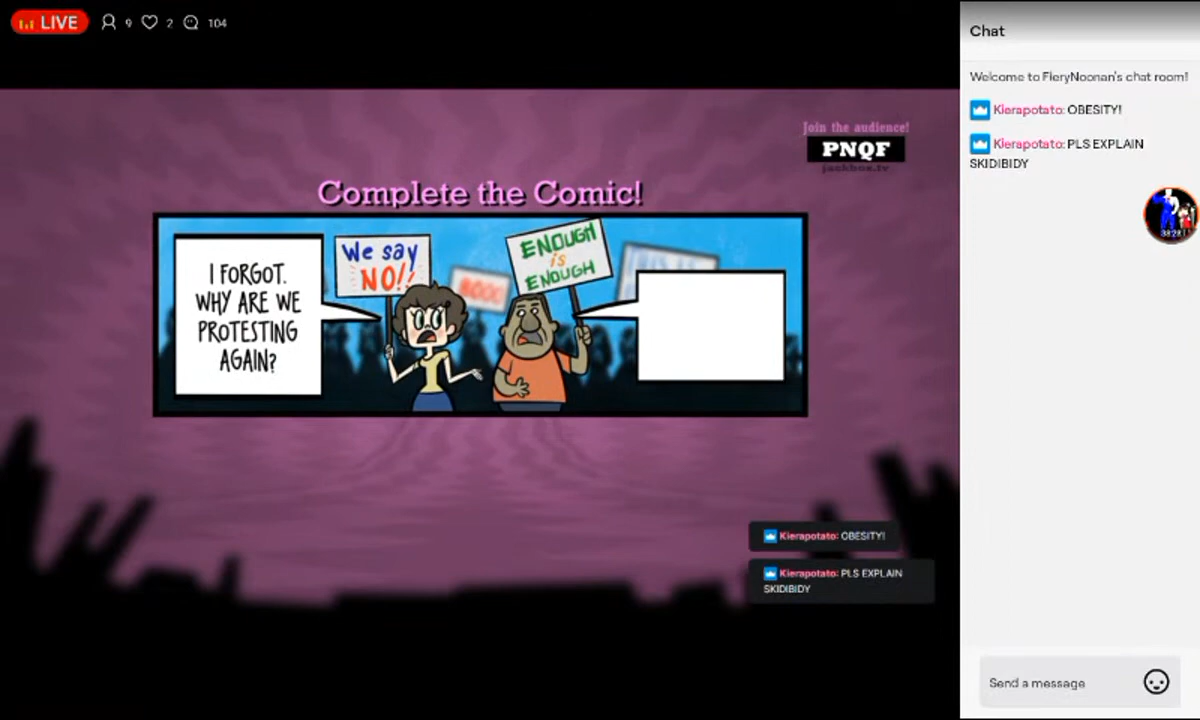 LIVE 9 2 104
Join the audience!
PNQF
jackbox.tv
Complete the Comic!
I FORGOT.
WHY ARE WE
PROTESTING
AGAIN?
We say
NO!!
BOOO
ENOUGH
is
ENOUGH
Kierapotato: OBESITY!
Kierapotato: PLS EXPLAIN
SKIDIBIDY
Chat
Welcome to FieryNoonan's chat room!
Kierapotato: OBESITY!
Kierapotato: PLS EXPLAIN
SKIDIBIDY
Send a message